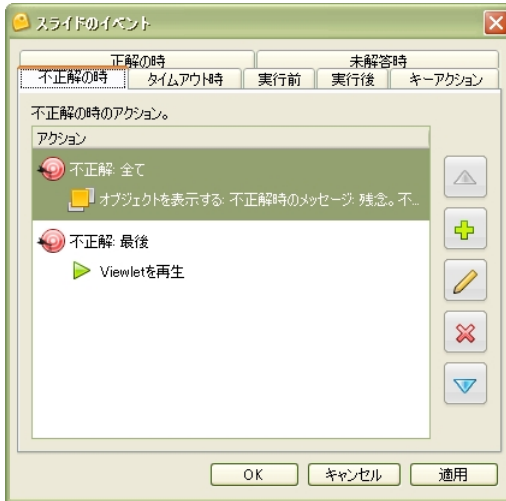 スライドのイベント
正解の時 未解答時
不正解の時 タイムアウト時 実行前 実行後 キーアクション
不正解の時のアクション。
アクション
不正解: 全て
オブジェクトを表示する: 不正解時のメッセージ: 残念。不...
不正解: 最後
Viewletを再生
OK キャンセル 適用